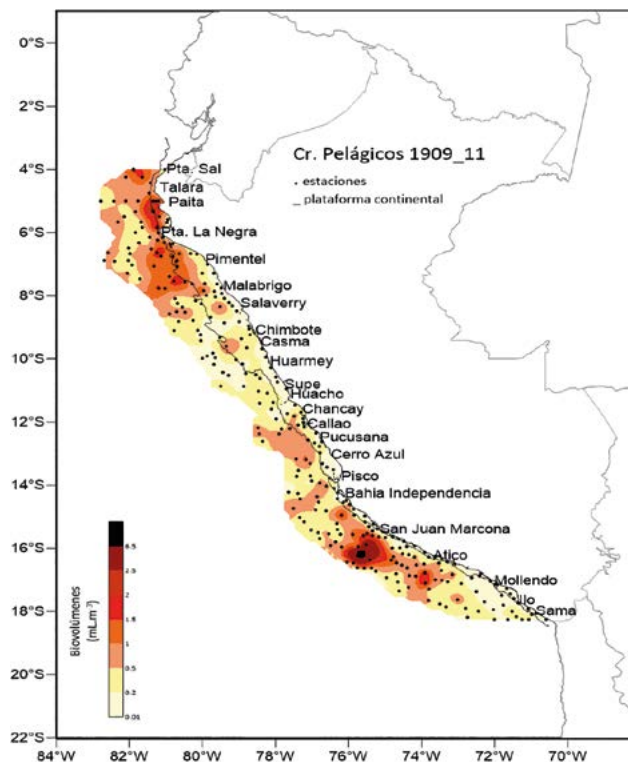 0°S
2°S
4°S
6°S
8°S
10°S
12°S
14°S
16°S
18°S
20°S
22°S
84°W
82°W
80°W
78°W
76°W
74°W
72°W
70°W
Cr. Pelágicos 1909_11
. estaciones
_ plataforma continental
Pta. Sal
Talara
Paita
Pta. La Negra
Pimentel
Malabrigo
Salaverry
Chimbote
Casma
Huarmey
Supe
Huacho
Chancay
Callao
Pucusana
Cerro Azul
Pisco
Bahia Independencia
San Juan Marcona
Atico
Mollendo
Ilo
Sama
Biovolúmenes
(mL.m⁻³)
6.5
2
0.5
0.2
0.01